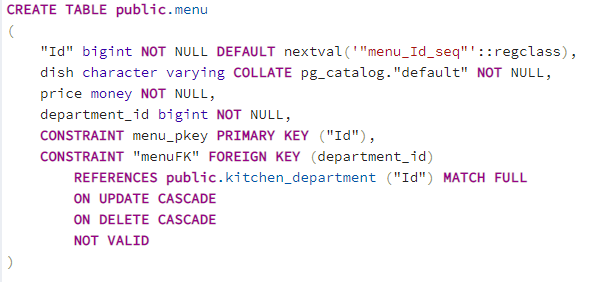 CREATE TABLE public.menu
(
"Id" bigint NOT NULL DEFAULT nextval('"menu_Id_seq"'::regclass),
dish character varying COLLATE pg_catalog."default" NOT NULL,
price money NOT NULL,
department_id bigint NOT NULL,
CONSTRAINT menu_pkey PRIMARY KEY ("Id"),
CONSTRAINT "menuFK" FOREIGN KEY (department_id)
REFERENCES public.kitchen_department ("Id") MATCH FULL
ON UPDATE CASCADE
ON DELETE CASCADE
NOT VALID
)